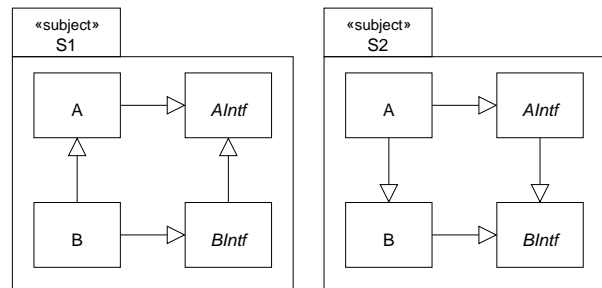 «subject»
S1
A
AIntf
B
BIntf
«subject»
S2
A
AIntf
B
BIntf